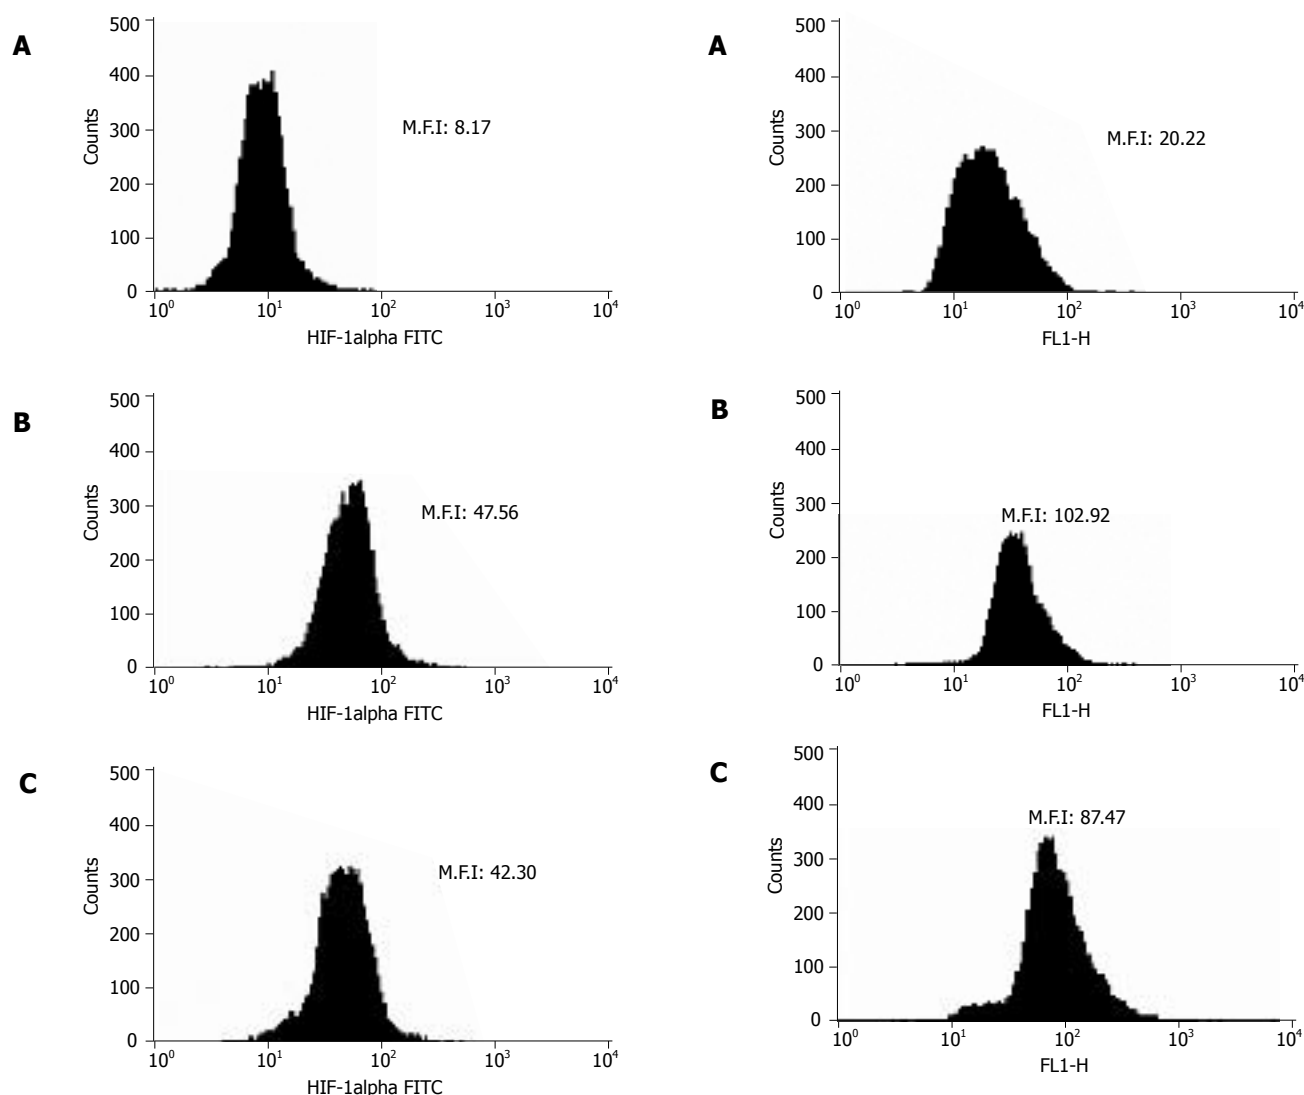 A
500
400
300
200
100
0
Counts
M.F.I: 8.17
10⁰ 10¹ 10² 10³ 10⁴
HIF-1alpha FITC
B
500
400
300
200
100
0
Counts
M.F.I: 47.56
10⁰ 10¹ 10² 10³ 10⁴
HIF-1alpha FITC
C
500
400
300
200
100
0
Counts
M.F.I: 42.30
10⁰ 10¹ 10² 10³ 10⁴
HIF-1alpha FITC
A
500
400
300
200
100
0
Counts
M.F.I: 20.22
10⁰ 10¹ 10² 10³ 10⁴
FL1-H
B
500
400
300
200
100
0
Counts
M.F.I: 102.92
10⁰ 10¹ 10² 10³ 10⁴
FL1-H
C
500
400
300
200
100
0
Counts
M.F.I: 87.47
10⁰ 10¹ 10² 10³ 10⁴
FL1-H